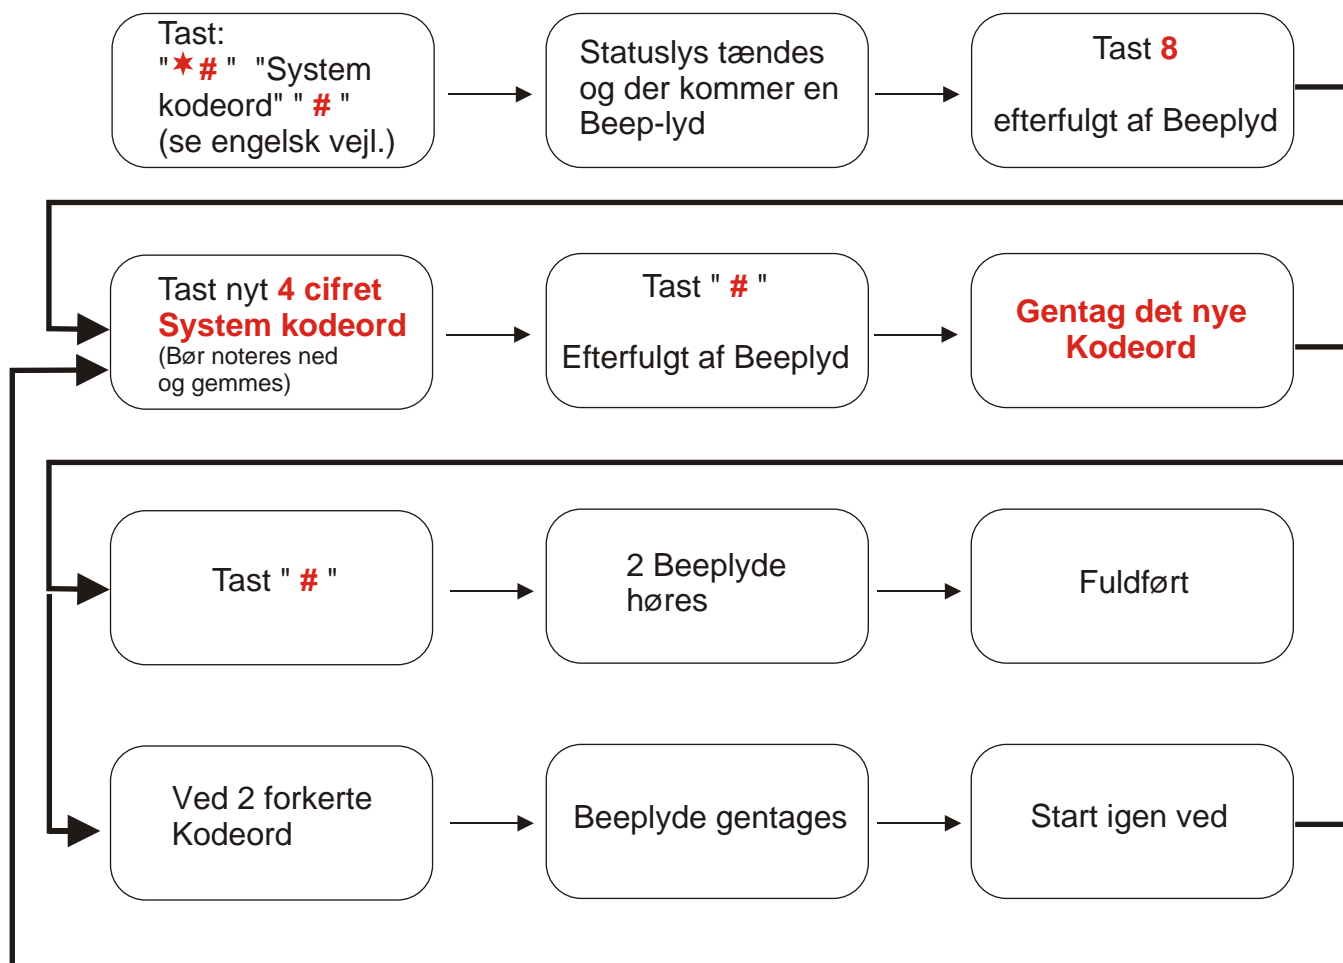 Tast:
"✶ # " "System
kodeord" " # "
(se engelsk vejl.)
Statuslys tændes
og der kommer en
Beep-lyd
Tast 8
efterfulgt af Beeplyd
Tast nyt 4 cifret
System kodeord
(Bør noteres ned
og gemmes)
Tast " # "
Efterfulgt af Beeplyd
Gentag det nye
Kodeord
Tast " # "
2 Beeplyde
høres
Fuldført
Ved 2 forkerte
Kodeord
Beeplyde gentages
Start igen ved